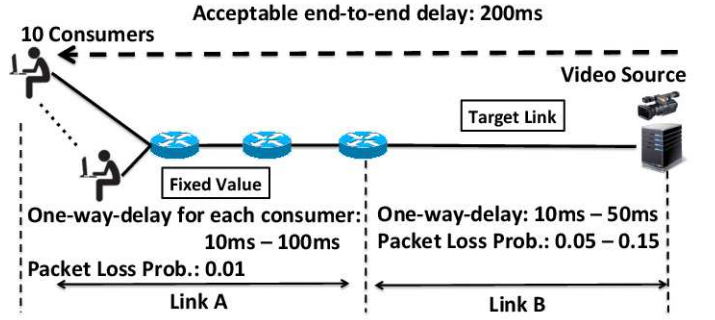 Acceptable end-to-end delay: 200ms
10 Consumers
Video Source
Target Link
Fixed Value
One-way-delay for each consumer:
10ms – 100ms
Packet Loss Prob.: 0.01
One-way-delay: 10ms – 50ms
Packet Loss Prob.: 0.05 – 0.15
Link A
Link B